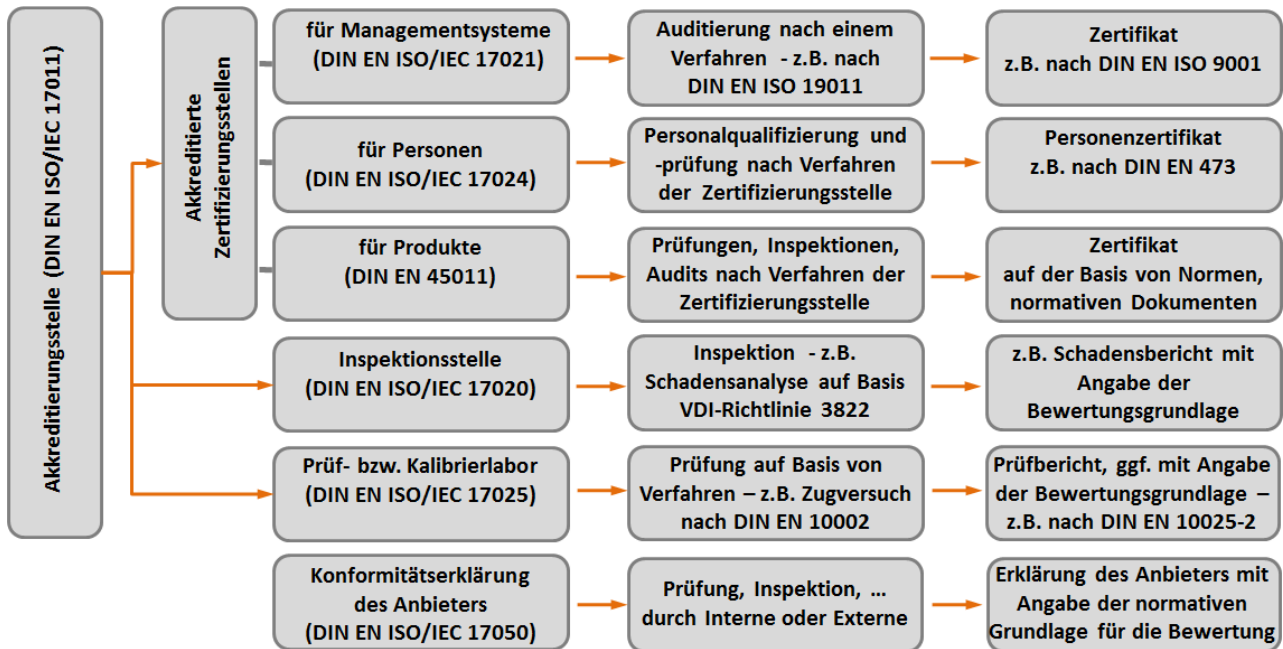 Akkreditierungsstelle (DIN EN ISO/IEC 17011)
Akkreditierte
Zertifizierungsstellen
für Managementsysteme
(DIN EN ISO/IEC 17021)
Auditierung nach einem
Verfahren - z.B. nach
DIN EN ISO 19011
Zertifikat
z.B. nach DIN EN ISO 9001
für Personen
(DIN EN ISO/IEC 17024)
Personalqualifizierung und
-prüfung nach Verfahren
der Zertifizierungsstelle
Personenzertifikat
z.B. nach DIN EN 473
für Produkte
(DIN EN 45011)
Prüfungen, Inspektionen,
Audits nach Verfahren der
Zertifizierungsstelle
Zertifikat
auf der Basis von Normen,
normativen Dokumenten
Inspektionsstelle
(DIN EN ISO/IEC 17020)
Inspektion - z.B.
Schadensanalyse auf Basis
VDI-Richtlinie 3822
z.B. Schadensbericht mit
Angabe der
Bewertungsgrundlage
Prüf- bzw. Kalibrierlabor
(DIN EN ISO/IEC 17025)
Prüfung auf Basis von
Verfahren – z.B. Zugversuch
nach DIN EN 10002
Prüfbericht, ggf. mit Angabe
der Bewertungsgrundlage –
z.B. nach DIN EN 10025-2
Konformitätserklärung
des Anbieters
(DIN EN ISO/IEC 17050)
Prüfung, Inspektion, ...
durch Interne oder Externe
Erklärung des Anbieters mit
Angabe der normativen
Grundlage für die Bewertung